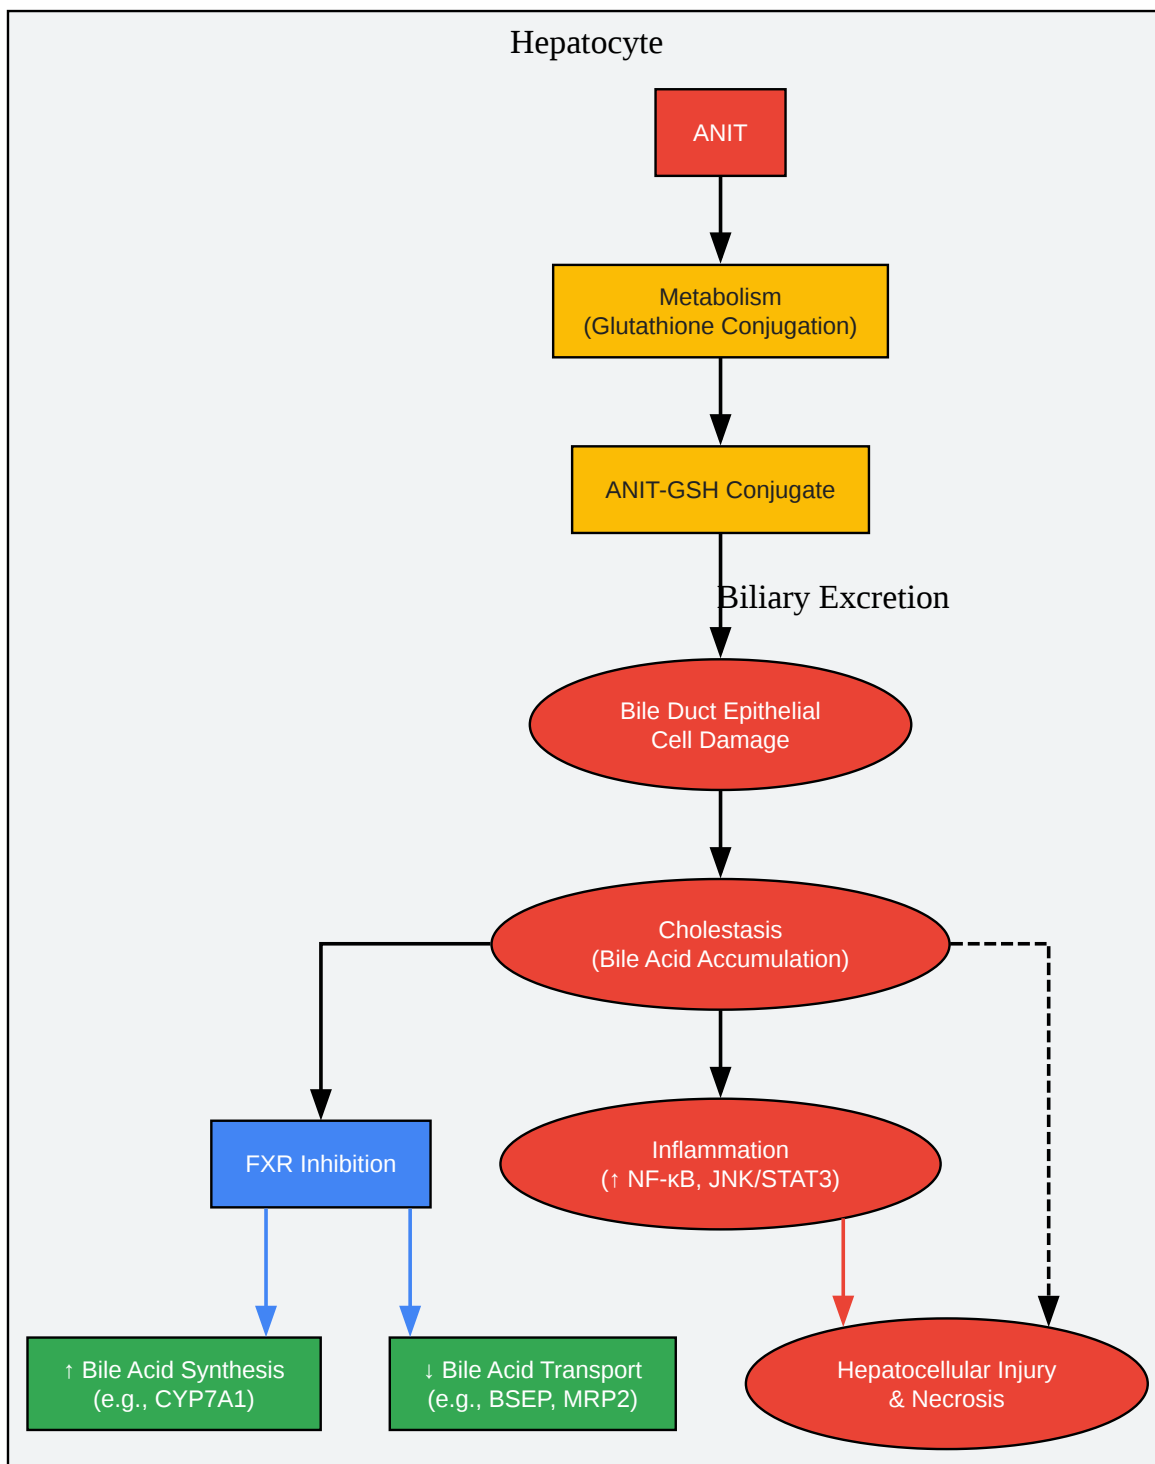 Hepatocyte
ANIT
Metabolism
(Glutathione Conjugation)
ANIT-GSH Conjugate
Biliary Excretion
Bile Duct Epithelial
Cell Damage
Cholestasis
(Bile Acid Accumulation)
FXR Inhibition
Inflammation
(↑ NF-κB, JNK/STAT3)
↑ Bile Acid Synthesis
(e.g., CYP7A1)
↓ Bile Acid Transport
(e.g., BSEP, MRP2)
Hepatocellular Injury
& Necrosis